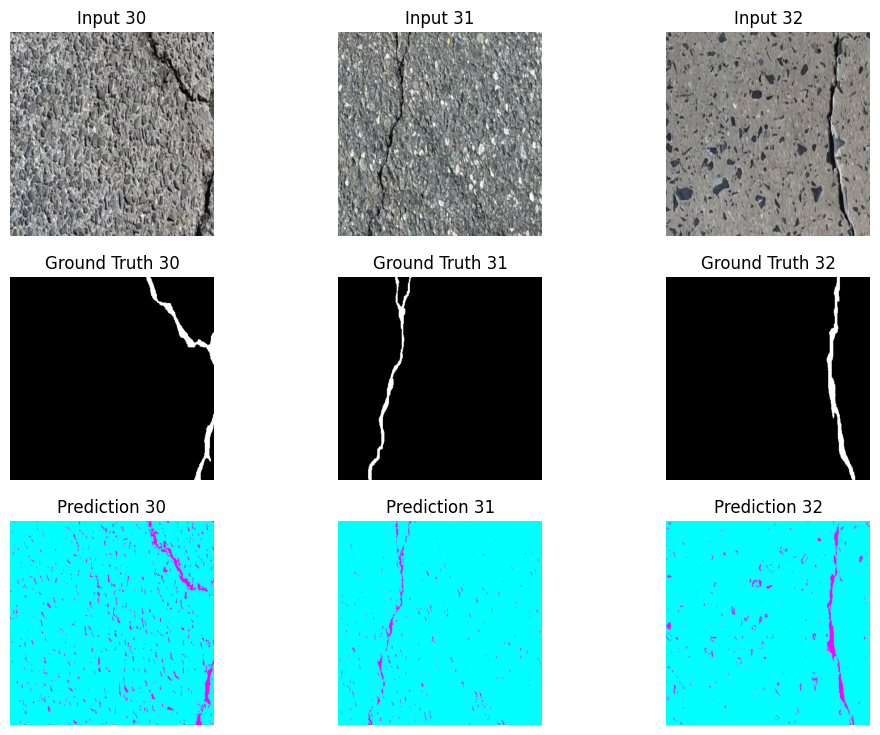 Input 30
Input 31
Input 32
Ground Truth 30
Ground Truth 31
Ground Truth 32
Prediction 30
Prediction 31
Prediction 32